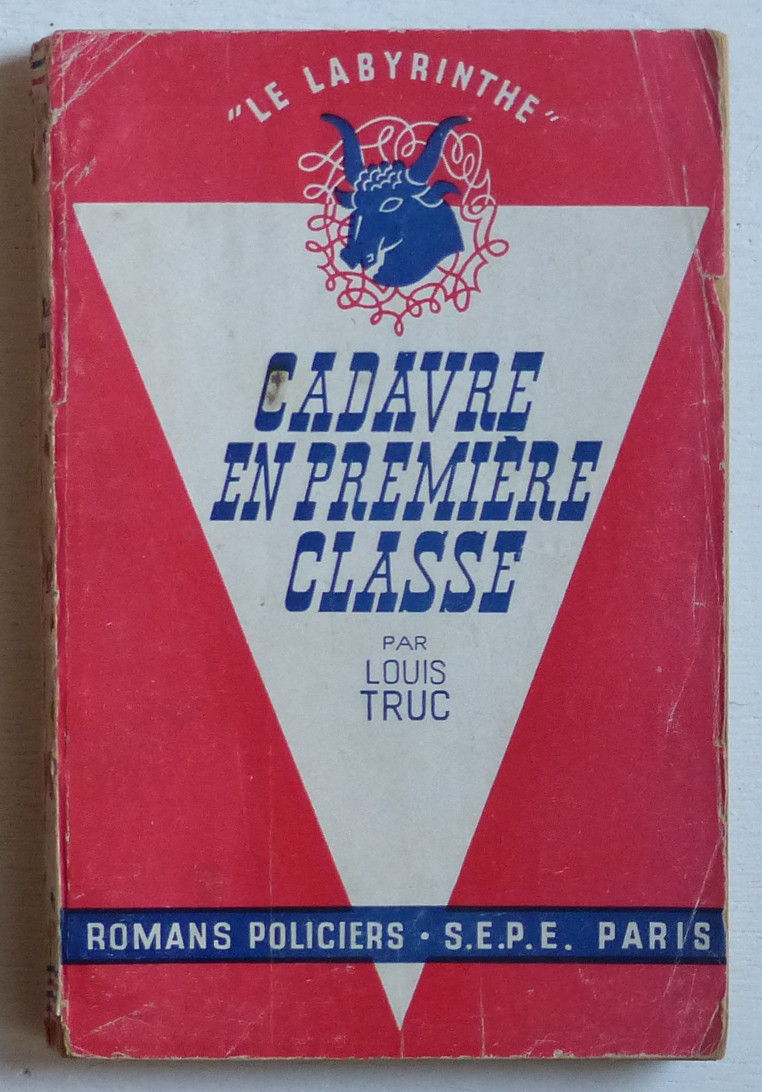 "LE LABYRINTHE"
CADAVRE
EN PREMIÈRE
CLASSE
PAR
LOUIS
TRUC
ROMANS POLICIERS · S.E.P.E. PARIS